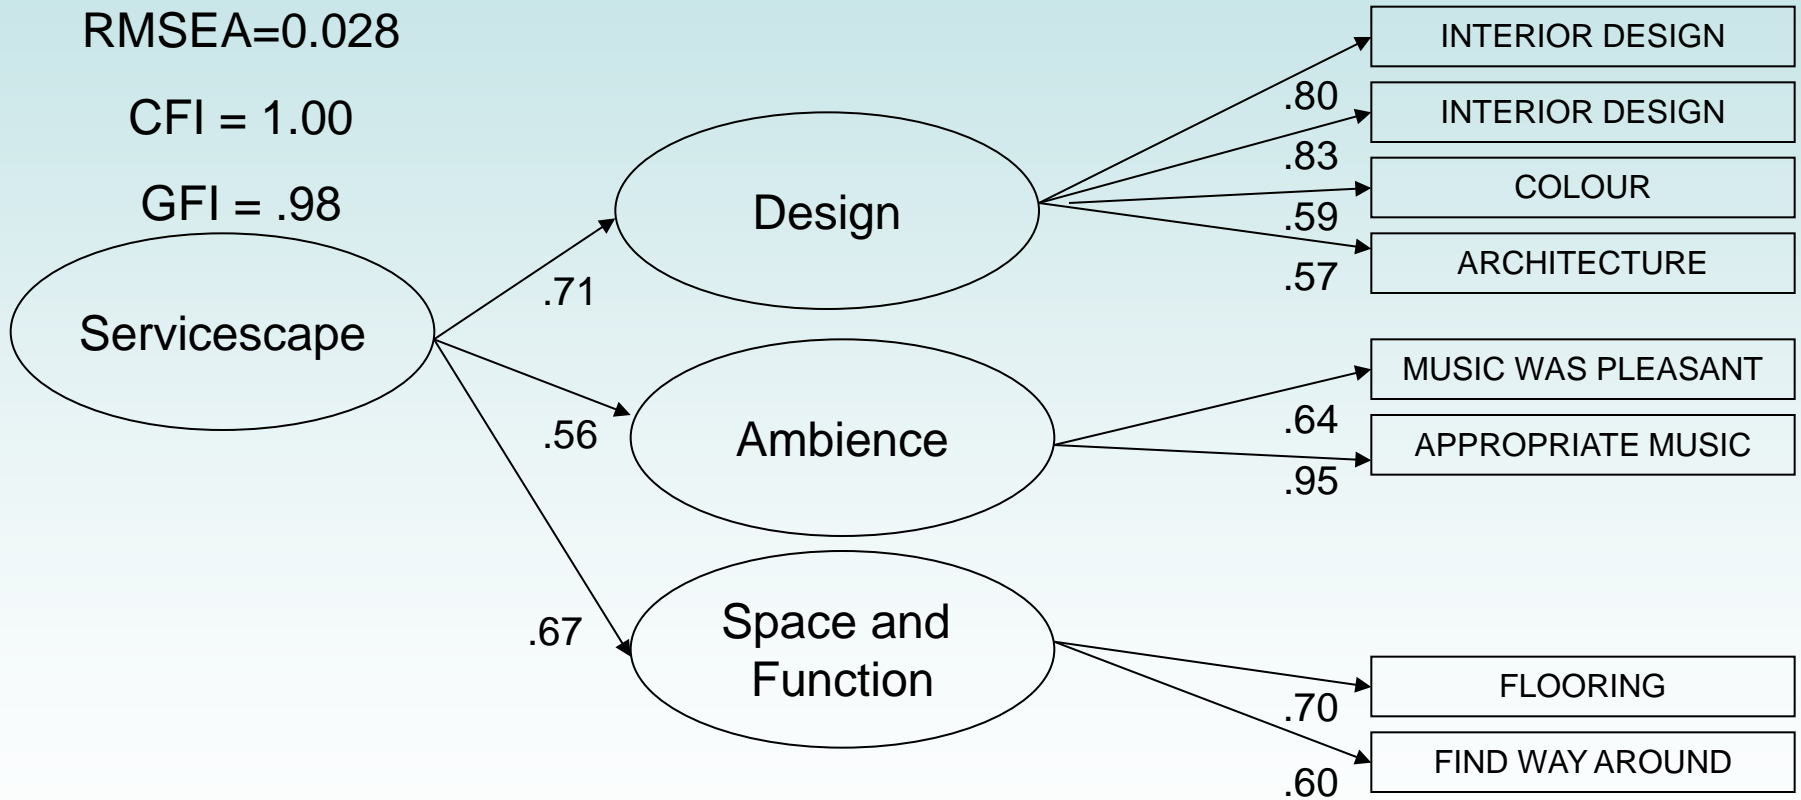 RMSEA=0.028
CFI = 1.00
GFI = .98
Servicescape
.71
.56
.67
Design
Ambience
Space and
Function
.80
.83
.59
.57
.64
.95
.70
.60
INTERIOR DESIGN
INTERIOR DESIGN
COLOUR
ARCHITECTURE
MUSIC WAS PLEASANT
APPROPRIATE MUSIC
FLOORING
FIND WAY AROUND